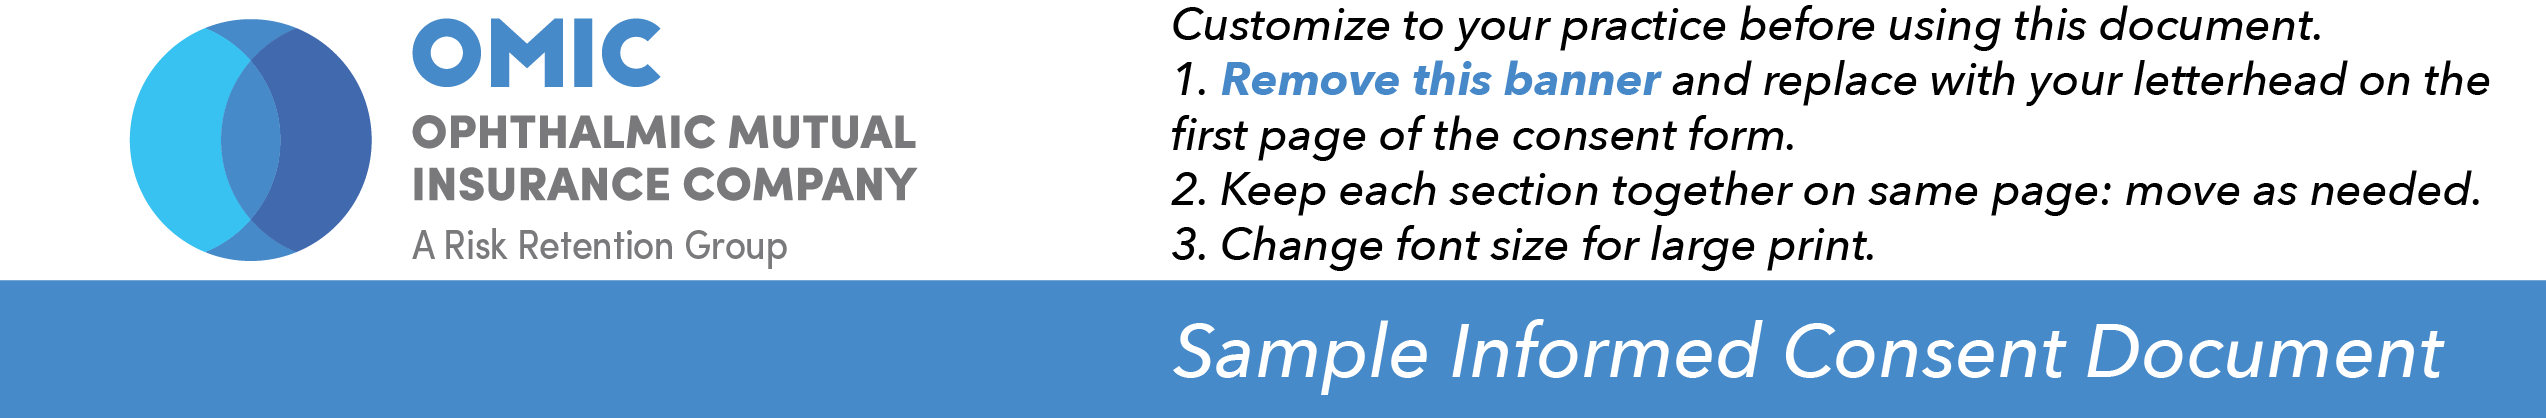 OMIC
OPHTHALMIC MUTUAL
INSURANCE COMPANY
A Risk Retention Group
Customize to your practice before using this document.
1. Remove this banner and replace with your letterhead on the
first page of the consent form.
2. Keep each section together on same page: move as needed.
3. Change font size for large print.
Sample Informed Consent Document